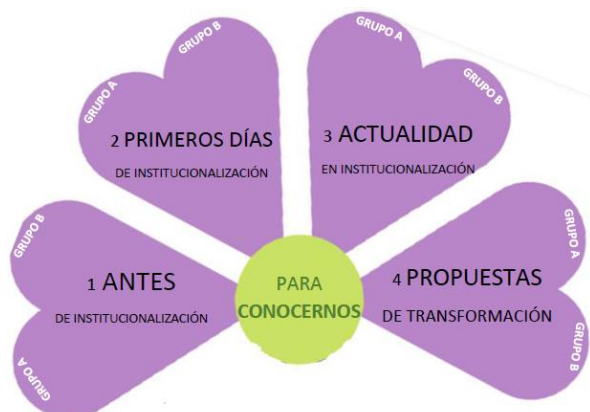 GRUPO B
GRUPO A
1 ANTES
DE INSTITUCIONALIZACIÓN
GRUPO A
GRUPO B
2 PRIMEROS DÍAS
DE INSTITUCIONALIZACIÓN
GRUPO A
GRUPO B
3 ACTUALIDAD
EN INSTITUCIONALIZACIÓN
GRUPO A
GRUPO B
4 PROPUESTAS
DE TRANSFORMACIÓN
PARA
CONOCERNOS